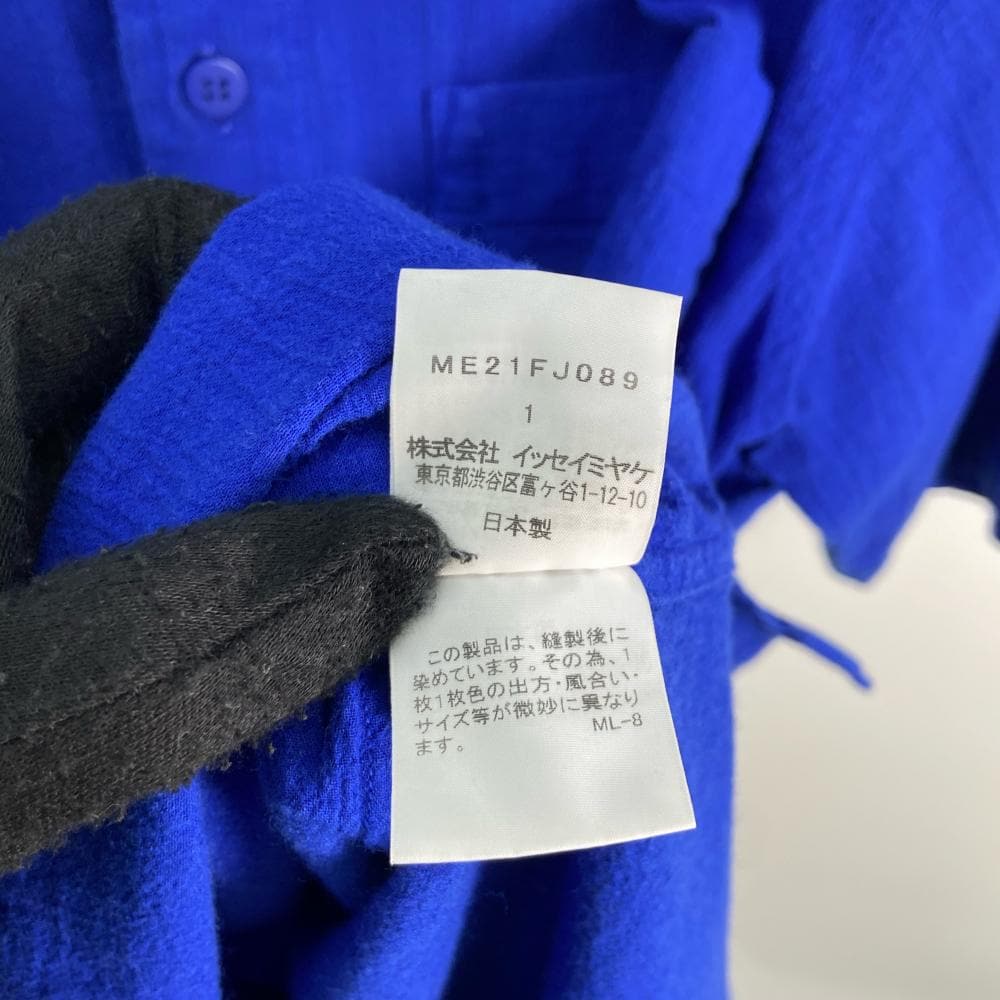 ME21FJ089
1
株式会社 イッセイミヤケ
東京都渋谷区富ヶ谷1-12-10
日本製
この製品は、縫製後に
染めています。その為、1
枚1枚色の出方・風合い・
サイズ等が微妙に異なり
ます。 ML-8